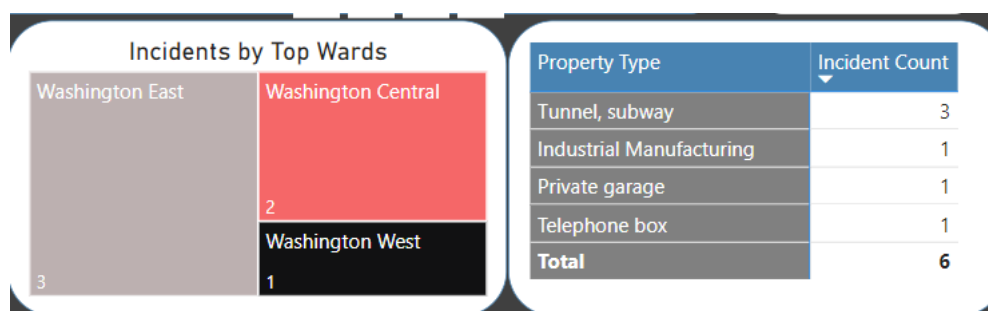 Incidents by Top Wards
Washington East
3
Washington Central
2
Washington West
1
Property Type Incident Count
Tunnel, subway 3
Industrial Manufacturing 1
Private garage 1
Telephone box 1
Total 6